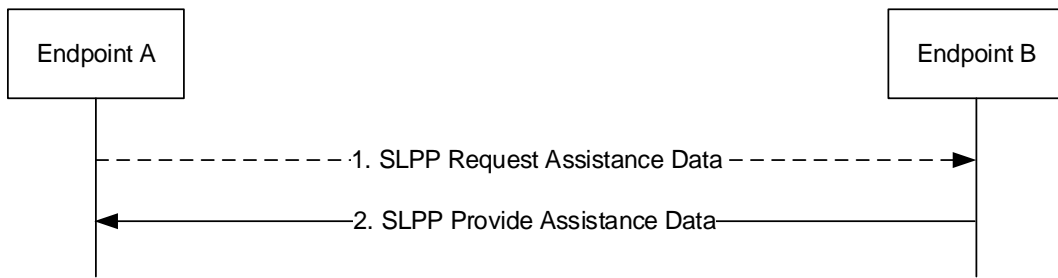 Endpoint A
Endpoint B
1. SLPP Request Assistance Data
2. SLPP Provide Assistance Data